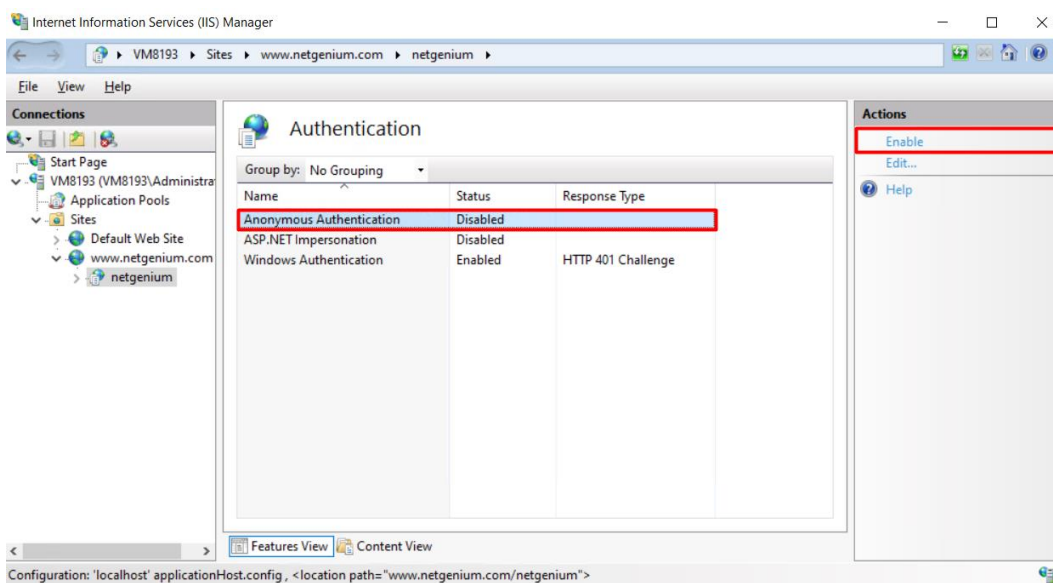 Internet Information Services (IIS) Manager
VM8193 Sites www.netgenium.com netgenium
File View Help
Connections
Start Page
VM8193 (VM8193\Administra
Application Pools
Sites
Default Web Site
www.netgenium.com
netgenium
Authentication
Group by: No Grouping
Name Status Response Type
Anonymous Authentication Disabled
ASP.NET Impersonation Disabled
Windows Authentication Enabled HTTP 401 Challenge
Features View Content View
Actions
Enable
Edit...
Help
Configuration: 'localhost' applicationHost.config , <location path="www.netgenium.com/netgenium">